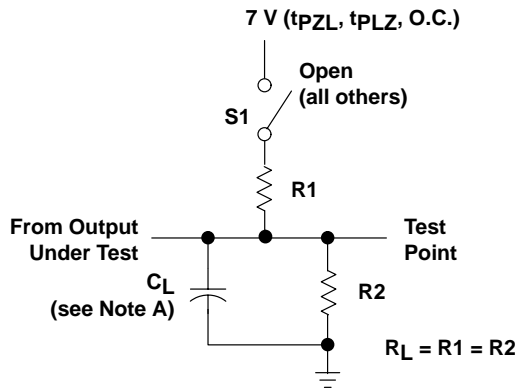 7 V (tPZL, tPLZ, O.C.)
Open
(all others)
S1
R1
From Output
Under Test
Test
Point
CL
(see Note A)
R2
RL = R1 = R2